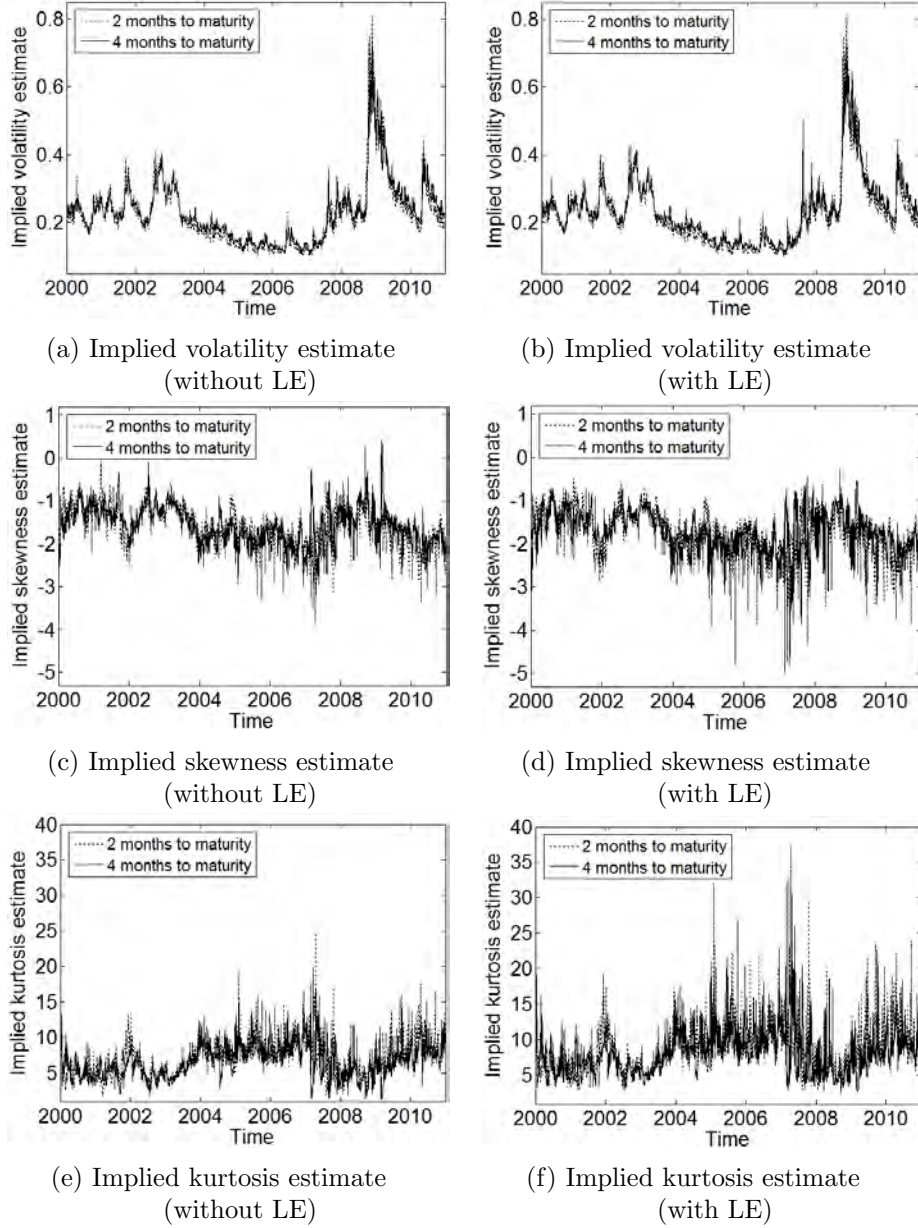 2 months to maturity
4 months to maturity
Implied volatility estimate
0.8
0.6
0.4
0.2
2000 2002 2004 2006 2008 2010
Time
(a) Implied volatility estimate
(without LE)
2 months to maturity
4 months to maturity
Implied volatility estimate
0.8
0.6
0.4
0.2
2000 2002 2004 2006 2008 2010
Time
(b) Implied volatility estimate
(with LE)
2 months to maturity
4 months to maturity
Implied skewness estimate
1
0
-1
-2
-3
-4
-5
2000 2002 2004 2006 2008 2010
Time
(c) Implied skewness estimate
(without LE)
2 months to maturity
4 months to maturity
Implied skewness estimate
1
0
-1
-2
-3
-4
-5
2000 2002 2004 2006 2008 2010
Time
(d) Implied skewness estimate
(with LE)
2 months to maturity
4 months to maturity
Implied kurtosis estimate
40
35
30
25
20
15
10
5
2000 2002 2004 2006 2008 2010
Time
(e) Implied kurtosis estimate
(without LE)
2 months to maturity
4 months to maturity
Implied kurtosis estimate
40
35
30
25
20
15
10
5
2000 2002 2004 2006 2008 2010
Time
(f) Implied kurtosis estimate
(with LE)